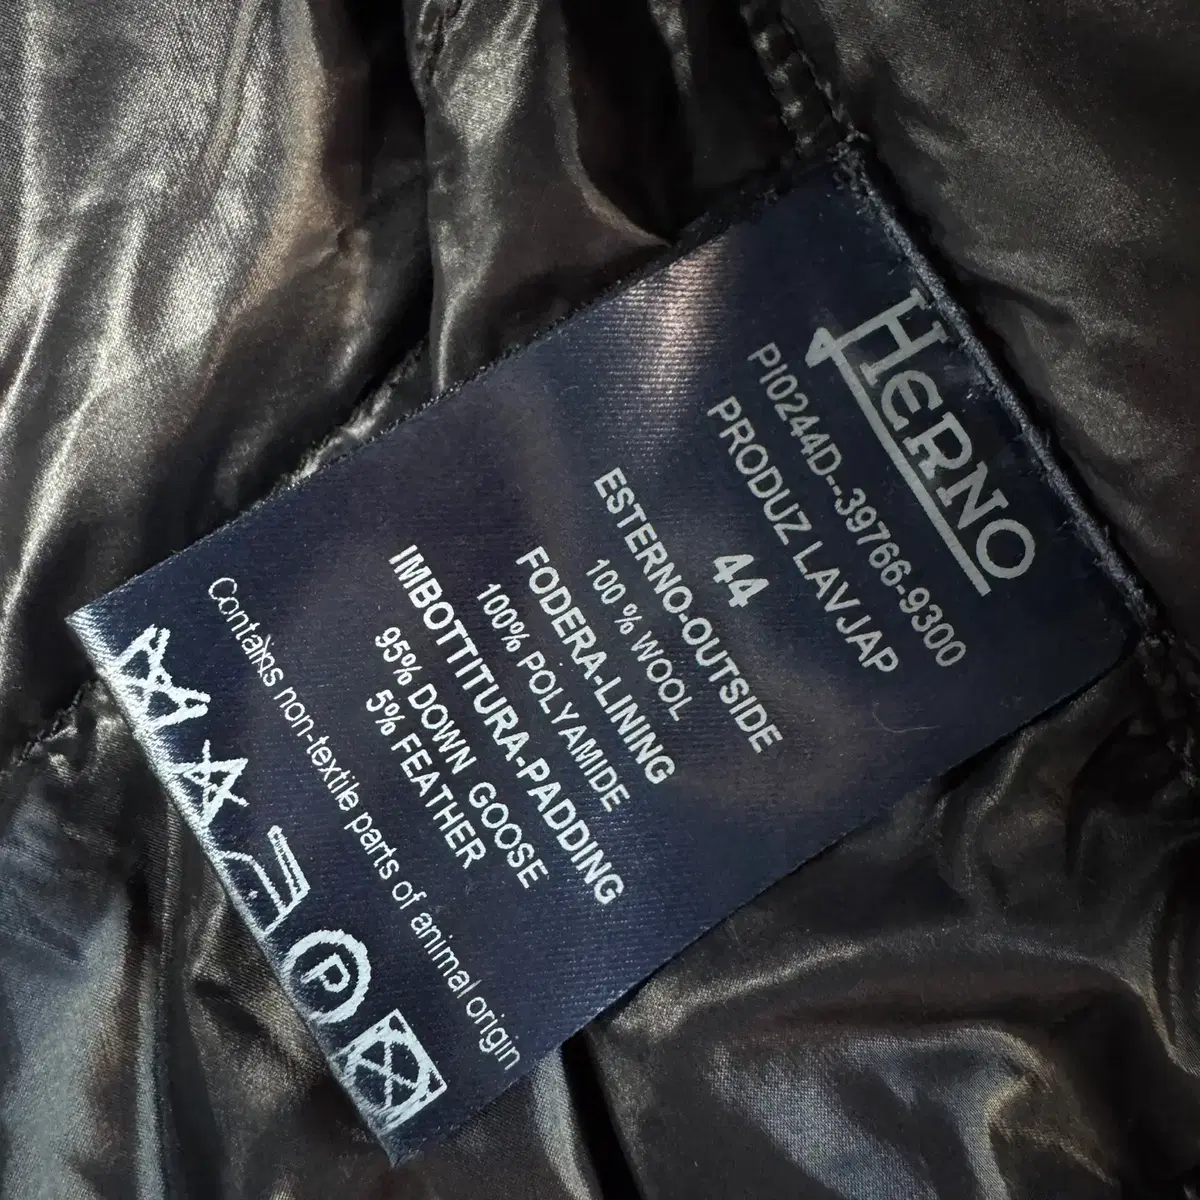 HERNO
PI0244D--39766-9300
PRODUZ LAVJAP
44
ESTERNO-OUTSIDE
100 % WOOL
FODERA-LINING
100% POLYAMIDE
IMBOTTITURA-PADDING
95% DOWN GOOSE
5% FEATHER
Contains non-textile parts of animal origin
P